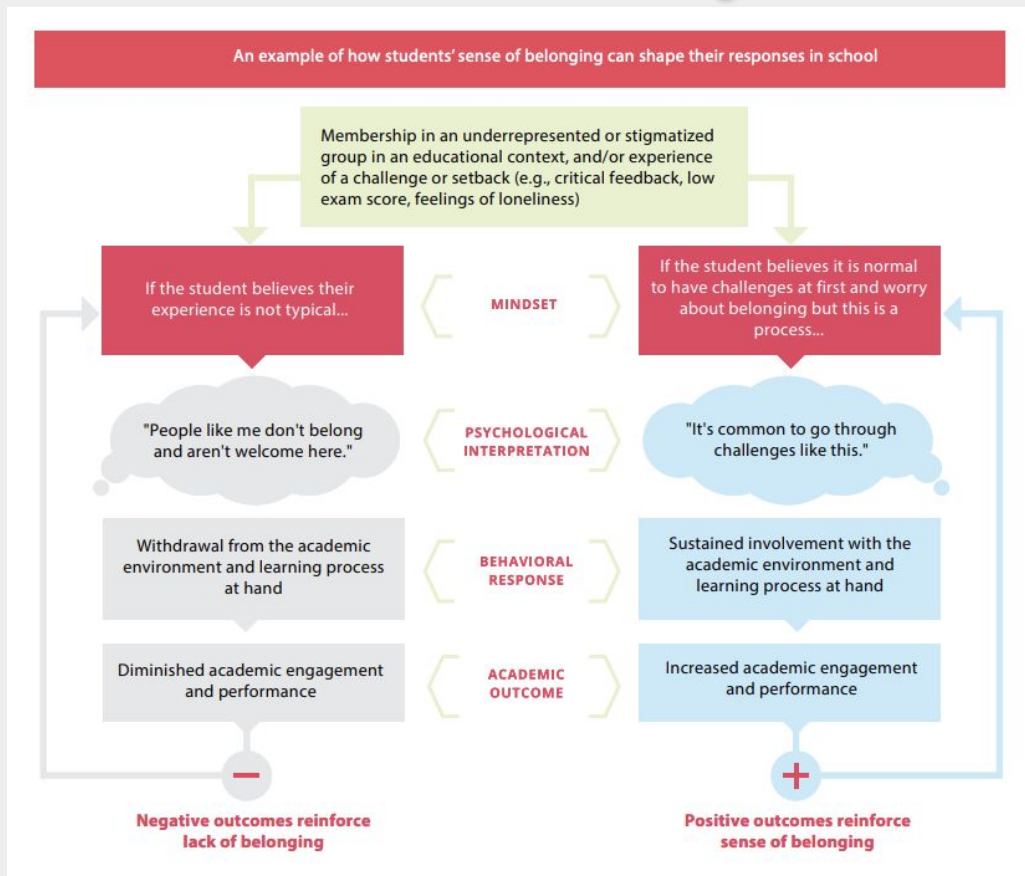 An example of how students' sense of belonging can shape their responses in school
Membership in an underrepresented or stigmatized
group in an educational context, and/or experience
of a challenge or setback (e.g., critical feedback, low
exam score, feelings of loneliness)
If the student believes their
experience is not typical...
MINDSET
If the student believes it is normal
to have challenges at first and worry
about belonging but this is a
process...
"People like me don't belong
and aren't welcome here."
PSYCHOLOGICAL
INTERPRETATION
"It's common to go through
challenges like this."
Withdrawal from the academic
environment and learning process
at hand
BEHAVIORAL
RESPONSE
Sustained involvement with the
academic environment and
learning process at hand
Diminished academic engagement
and performance
ACADEMIC
OUTCOME
Increased academic engagement
and performance
−
+
Negative outcomes reinforce
lack of belonging
Positive outcomes reinforce
sense of belonging